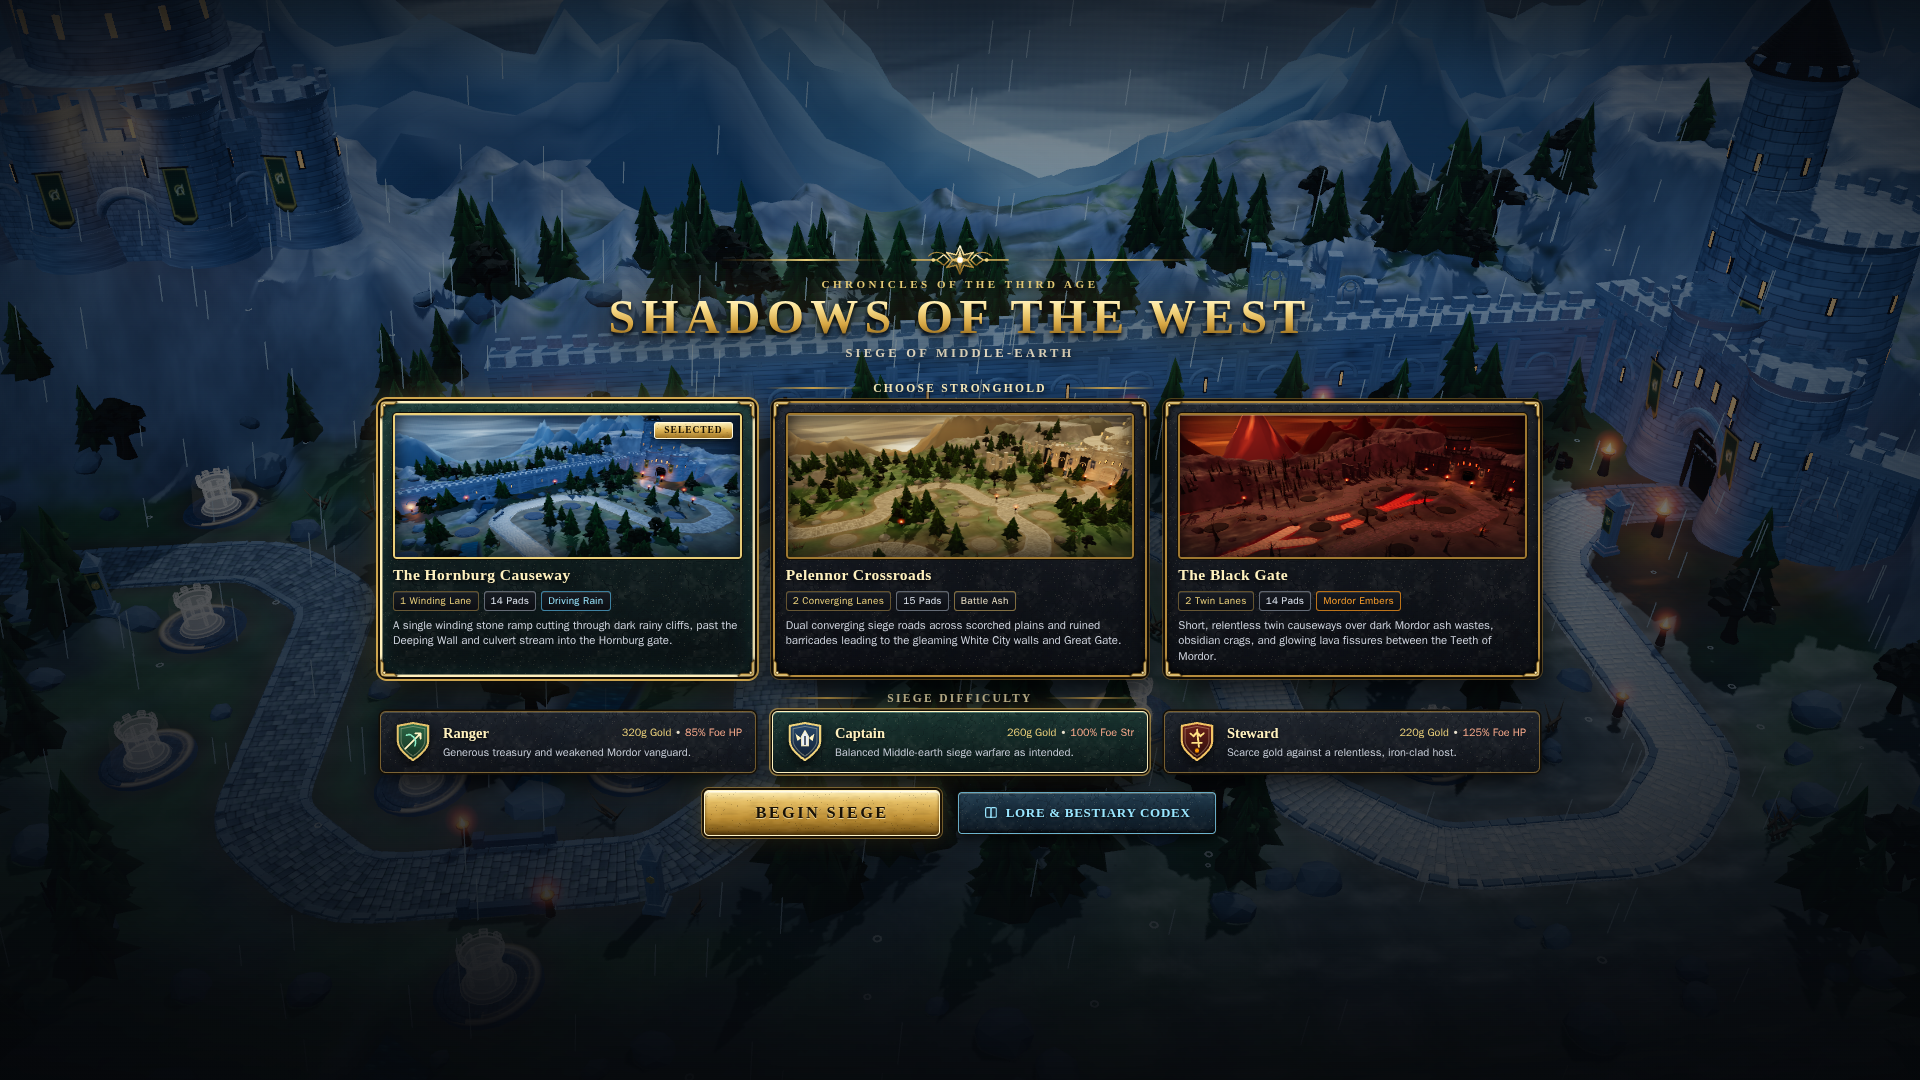 CHRONICLES OF THE THIRD AGE
SHADOWS OF THE WEST
SIEGE OF MIDDLE-EARTH
CHOOSE STRONGHOLD
SELECTED
The Hornburg Causeway
1 Winding Lane 14 Pads Driving Rain
A single winding stone ramp cutting through dark rainy cliffs, past the
Deeping Wall and culvert stream into the Hornburg gate.
Pelennor Crossroads
2 Converging Lanes 15 Pads Battle Ash
Dual converging siege roads across scorched plains and ruined
barricades leading to the gleaming White City walls and Great Gate.
The Black Gate
2 Twin Lanes 14 Pads Mordor Embers
Short, relentless twin causeways over dark Mordor ash wastes,
obsidian crags, and glowing lava fissures between the Teeth of
Mordor.
SIEGE DIFFICULTY
Ranger 320g Gold • 85% Foe HP
Generous treasury and weakened Mordor vanguard.
Captain 260g Gold • 100% Foe Str
Balanced Middle-earth siege warfare as intended.
Steward 220g Gold • 125% Foe HP
Scarce gold against a relentless, iron-clad host.
BEGIN SIEGE
LORE & BESTIARY CODEX